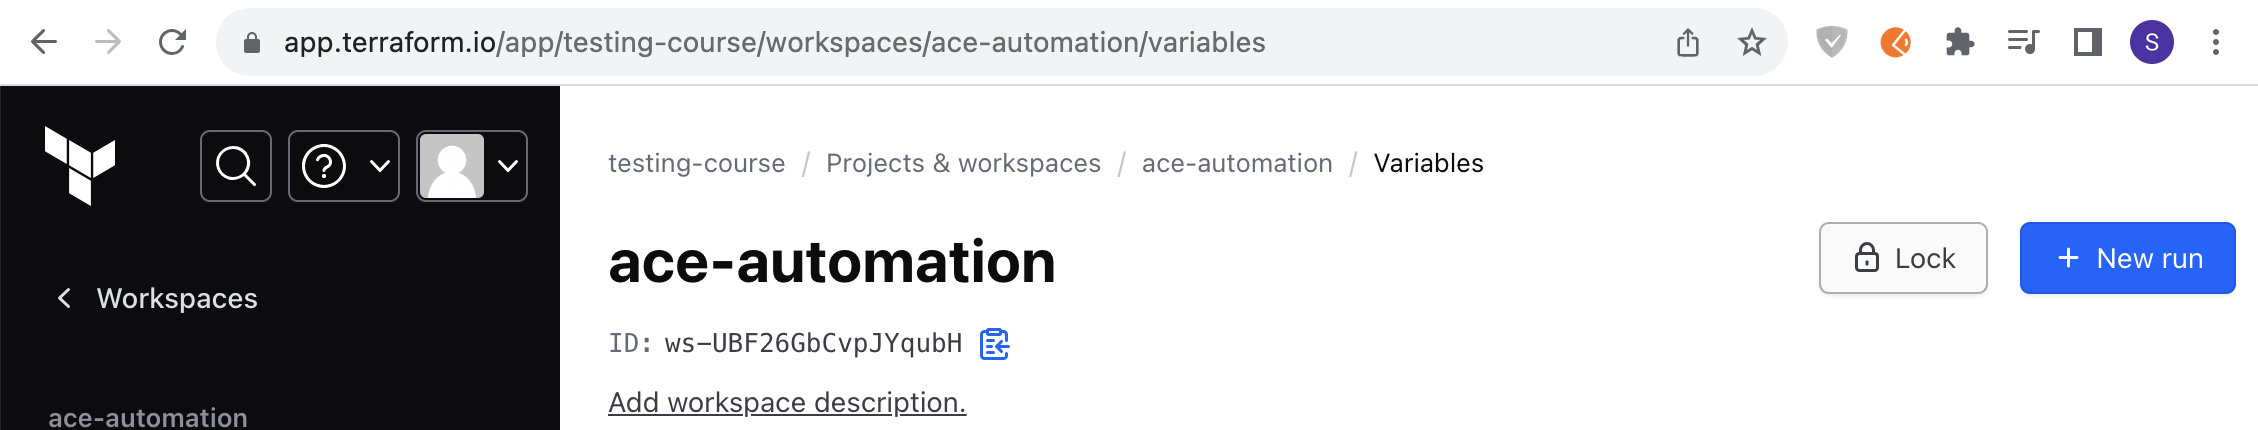 app.terraform.io/app/testing-course/workspaces/ace-automation/variables
S
testing-course / Projects & workspaces / ace-automation / Variables
ace-automation
Lock
+ New run
Workspaces
ID: ws-UBF26GbCvpJYqubH
Add workspace description.
ace-automation